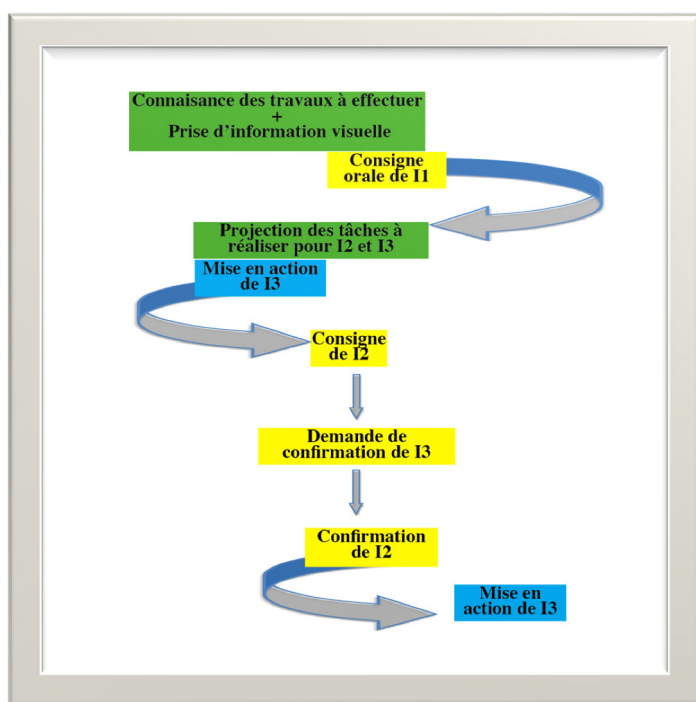 Connaisance des travaux à effectuer
+
Prise d'information visuelle
Consigne
orale de I1
Projection des tâches à
réaliser pour I2 et I3
Mise en action
de I3
Consigne
de I2
Demande de
confirmation de I3
Confirmation
de I2
Mise en
action de I3